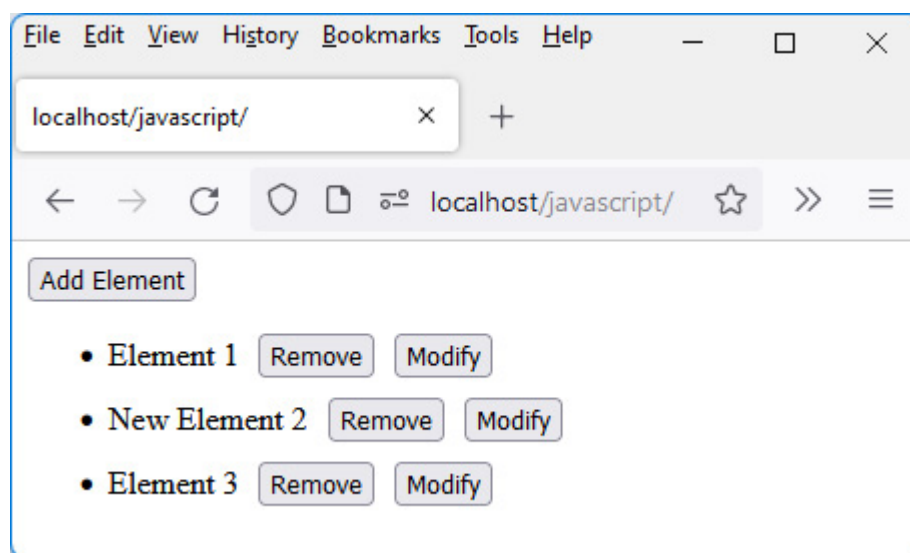 File Edit View History Bookmarks Tools Help
localhost/javascript/
localhost/javascript/
Add Element
• Element 1 Remove Modify
• New Element 2 Remove Modify
• Element 3 Remove Modify